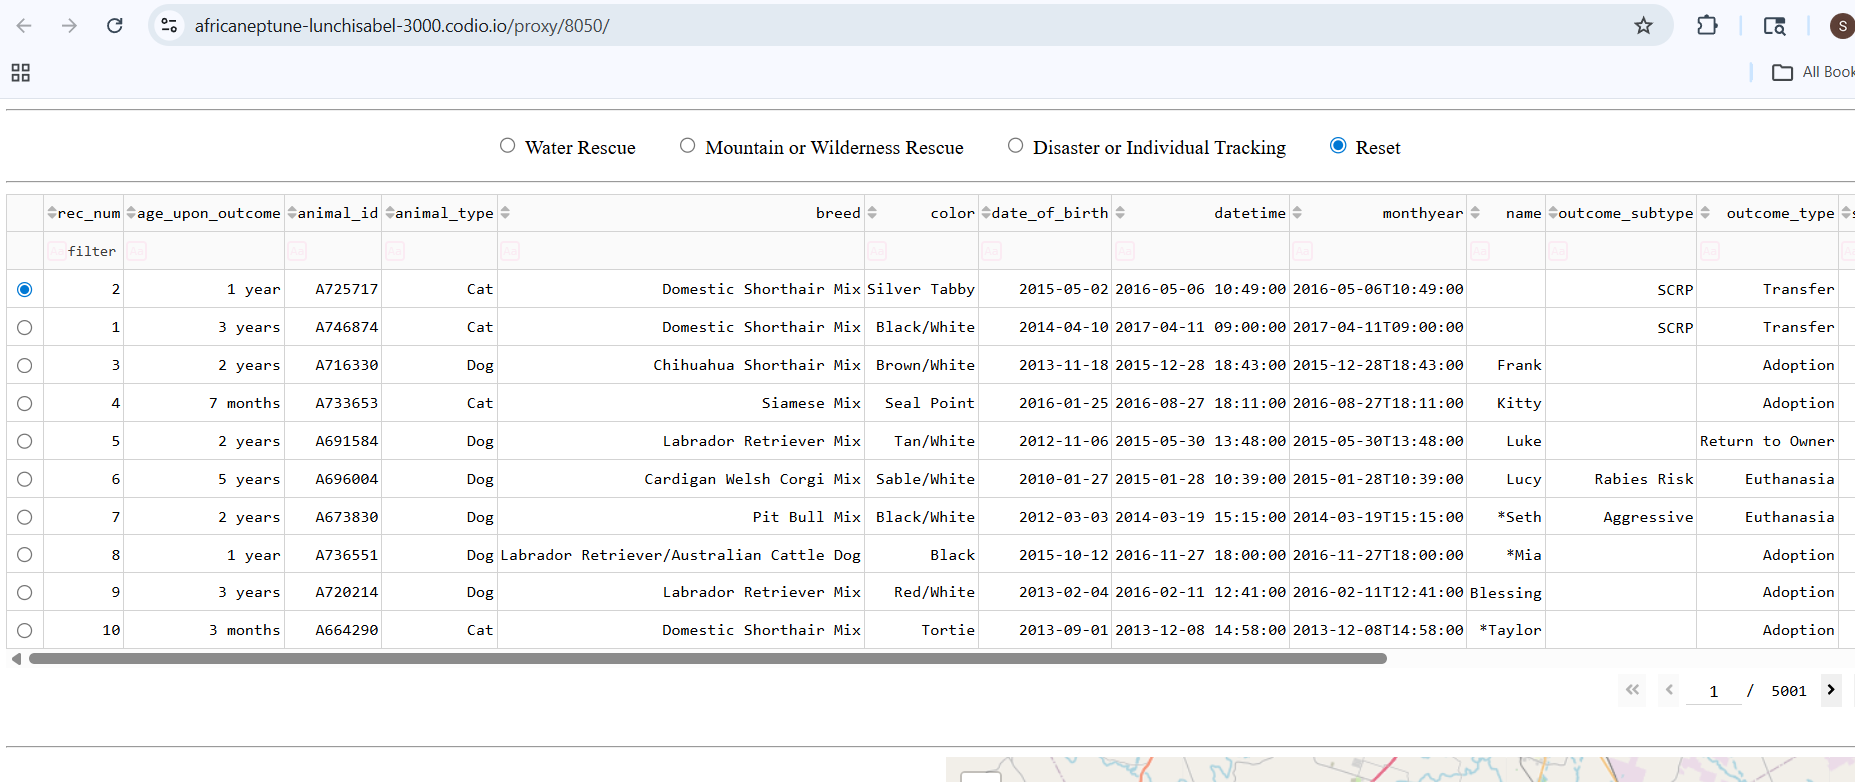 africaneptune-lunchisabel-3000.codio.io/proxy/8050/
S
All Book
Water Rescue Mountain or Wilderness Rescue Disaster or Individual Tracking Reset
rec_num age_upon_outcome animal_id animal_type breed color date_of_birth datetime monthyear name outcome_subtype outcome_type s
Aa filter Aa Aa Aa Aa Aa Aa Aa Aa Aa Aa Aa
2 1 year A725717 Cat Domestic Shorthair Mix Silver Tabby 2015-05-02 2016-05-06 10:49:00 2016-05-06T10:49:00 SCRP Transfer
1 3 years A746874 Cat Domestic Shorthair Mix Black/White 2014-04-10 2017-04-11 09:00:00 2017-04-11T09:00:00 SCRP Transfer
3 2 years A716330 Dog Chihuahua Shorthair Mix Brown/White 2013-11-18 2015-12-28 18:43:00 2015-12-28T18:43:00 Frank Adoption
4 7 months A733653 Cat Siamese Mix Seal Point 2016-01-25 2016-08-27 18:11:00 2016-08-27T18:11:00 Kitty Adoption
5 2 years A691584 Dog Labrador Retriever Mix Tan/White 2012-11-06 2015-05-30 13:48:00 2015-05-30T13:48:00 Luke Return to Owner
6 5 years A696004 Dog Cardigan Welsh Corgi Mix Sable/White 2010-01-27 2015-01-28 10:39:00 2015-01-28T10:39:00 Lucy Rabies Risk Euthanasia
7 2 years A673830 Dog Pit Bull Mix Black/White 2012-03-03 2014-03-19 15:15:00 2014-03-19T15:15:00 *Seth Aggressive Euthanasia
8 1 year A736551 Dog Labrador Retriever/Australian Cattle Dog Black 2015-10-12 2016-11-27 18:00:00 2016-11-27T18:00:00 *Mia Adoption
9 3 years A720214 Dog Labrador Retriever Mix Red/White 2013-02-04 2016-02-11 12:41:00 2016-02-11T12:41:00 Blessing Adoption
10 3 months A664290 Cat Domestic Shorthair Mix Tortie 2013-09-01 2013-12-08 14:58:00 2013-12-08T14:58:00 *Taylor Adoption
1 / 5001